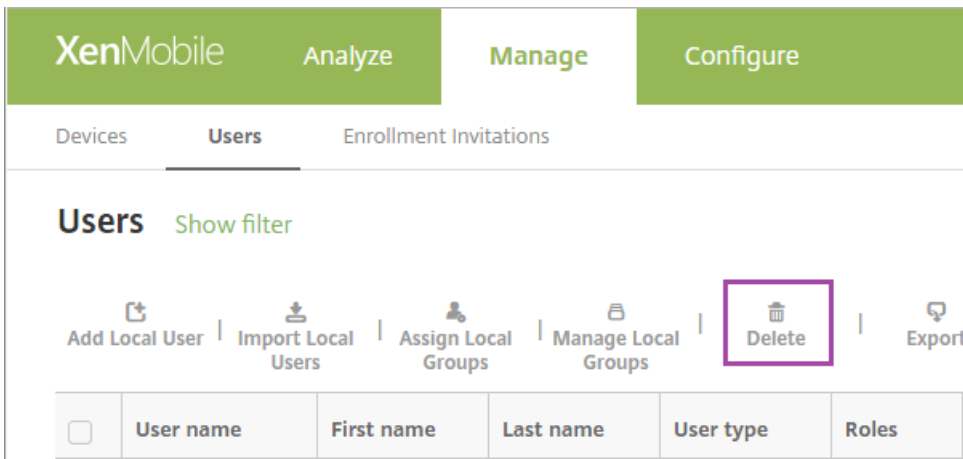 XenMobile Analyze Manage Configure
Devices Users Enrollment Invitations
Users Show filter
Add Local User | Import Local Users | Assign Local Groups | Manage Local Groups | Delete | Export
User name First name Last name User type Roles